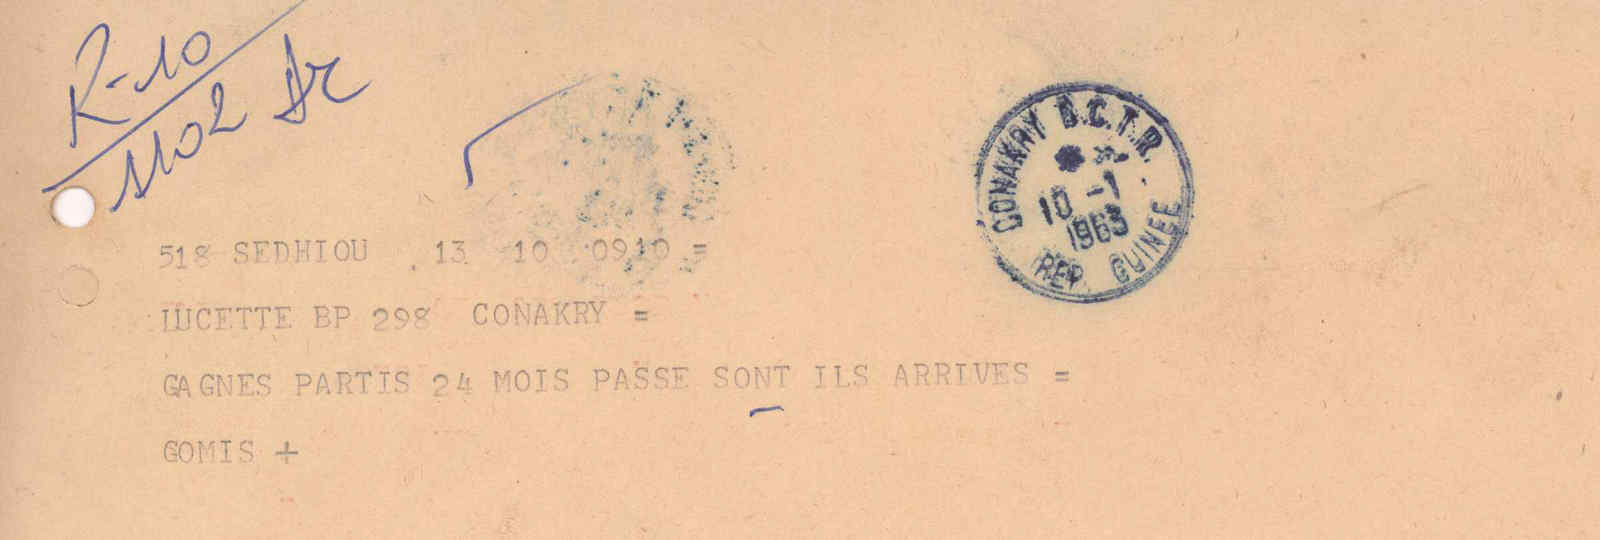 R-10
1102
518 SEDHIOU 13 10 0910 =
LUCETTE BP 298 CONAKRY =
GAGNES PARTIS 24 MOIS PASSE SONT ILS ARRIVES =
GOMIS +
CONAKRY B.C.T.R.
10 -1
1963
REP. GUINEE